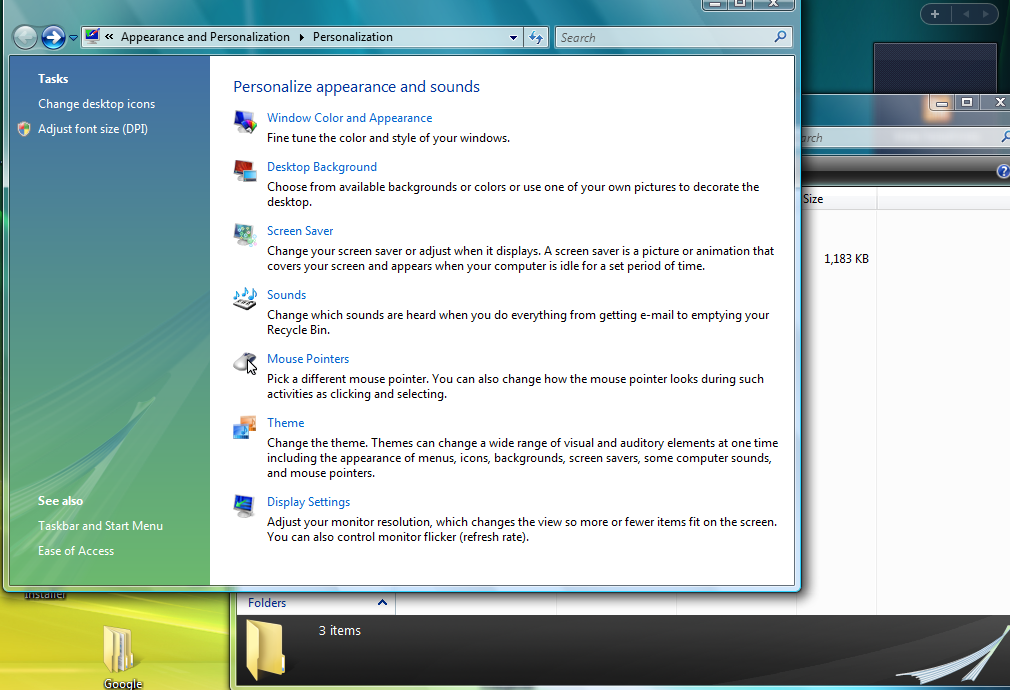 « Appearance and Personalization Personalization
Search
Tasks
Change desktop icons
Adjust font size (DPI)
Personalize appearance and sounds
Window Color and Appearance
Fine tune the color and style of your windows.
Desktop Background
Choose from available backgrounds or colors or use one of your own pictures to decorate the
desktop.
Screen Saver
Change your screen saver or adjust when it displays. A screen saver is a picture or animation that
covers your screen and appears when your computer is idle for a set period of time.
Sounds
Change which sounds are heard when you do everything from getting e-mail to emptying your
Recycle Bin.
Mouse Pointers
Pick a different mouse pointer. You can also change how the mouse pointer looks during such
activities as clicking and selecting.
Theme
Change the theme. Themes can change a wide range of visual and auditory elements at one time
including the appearance of menus, icons, backgrounds, screen savers, some computer sounds,
and mouse pointers.
Display Settings
Adjust your monitor resolution, which changes the view so more or fewer items fit on the screen.
You can also control monitor flicker (refresh rate).
See also
Taskbar and Start Menu
Ease of Access
arch
Size
1,183 KB
Installer
Folders
3 items
Google